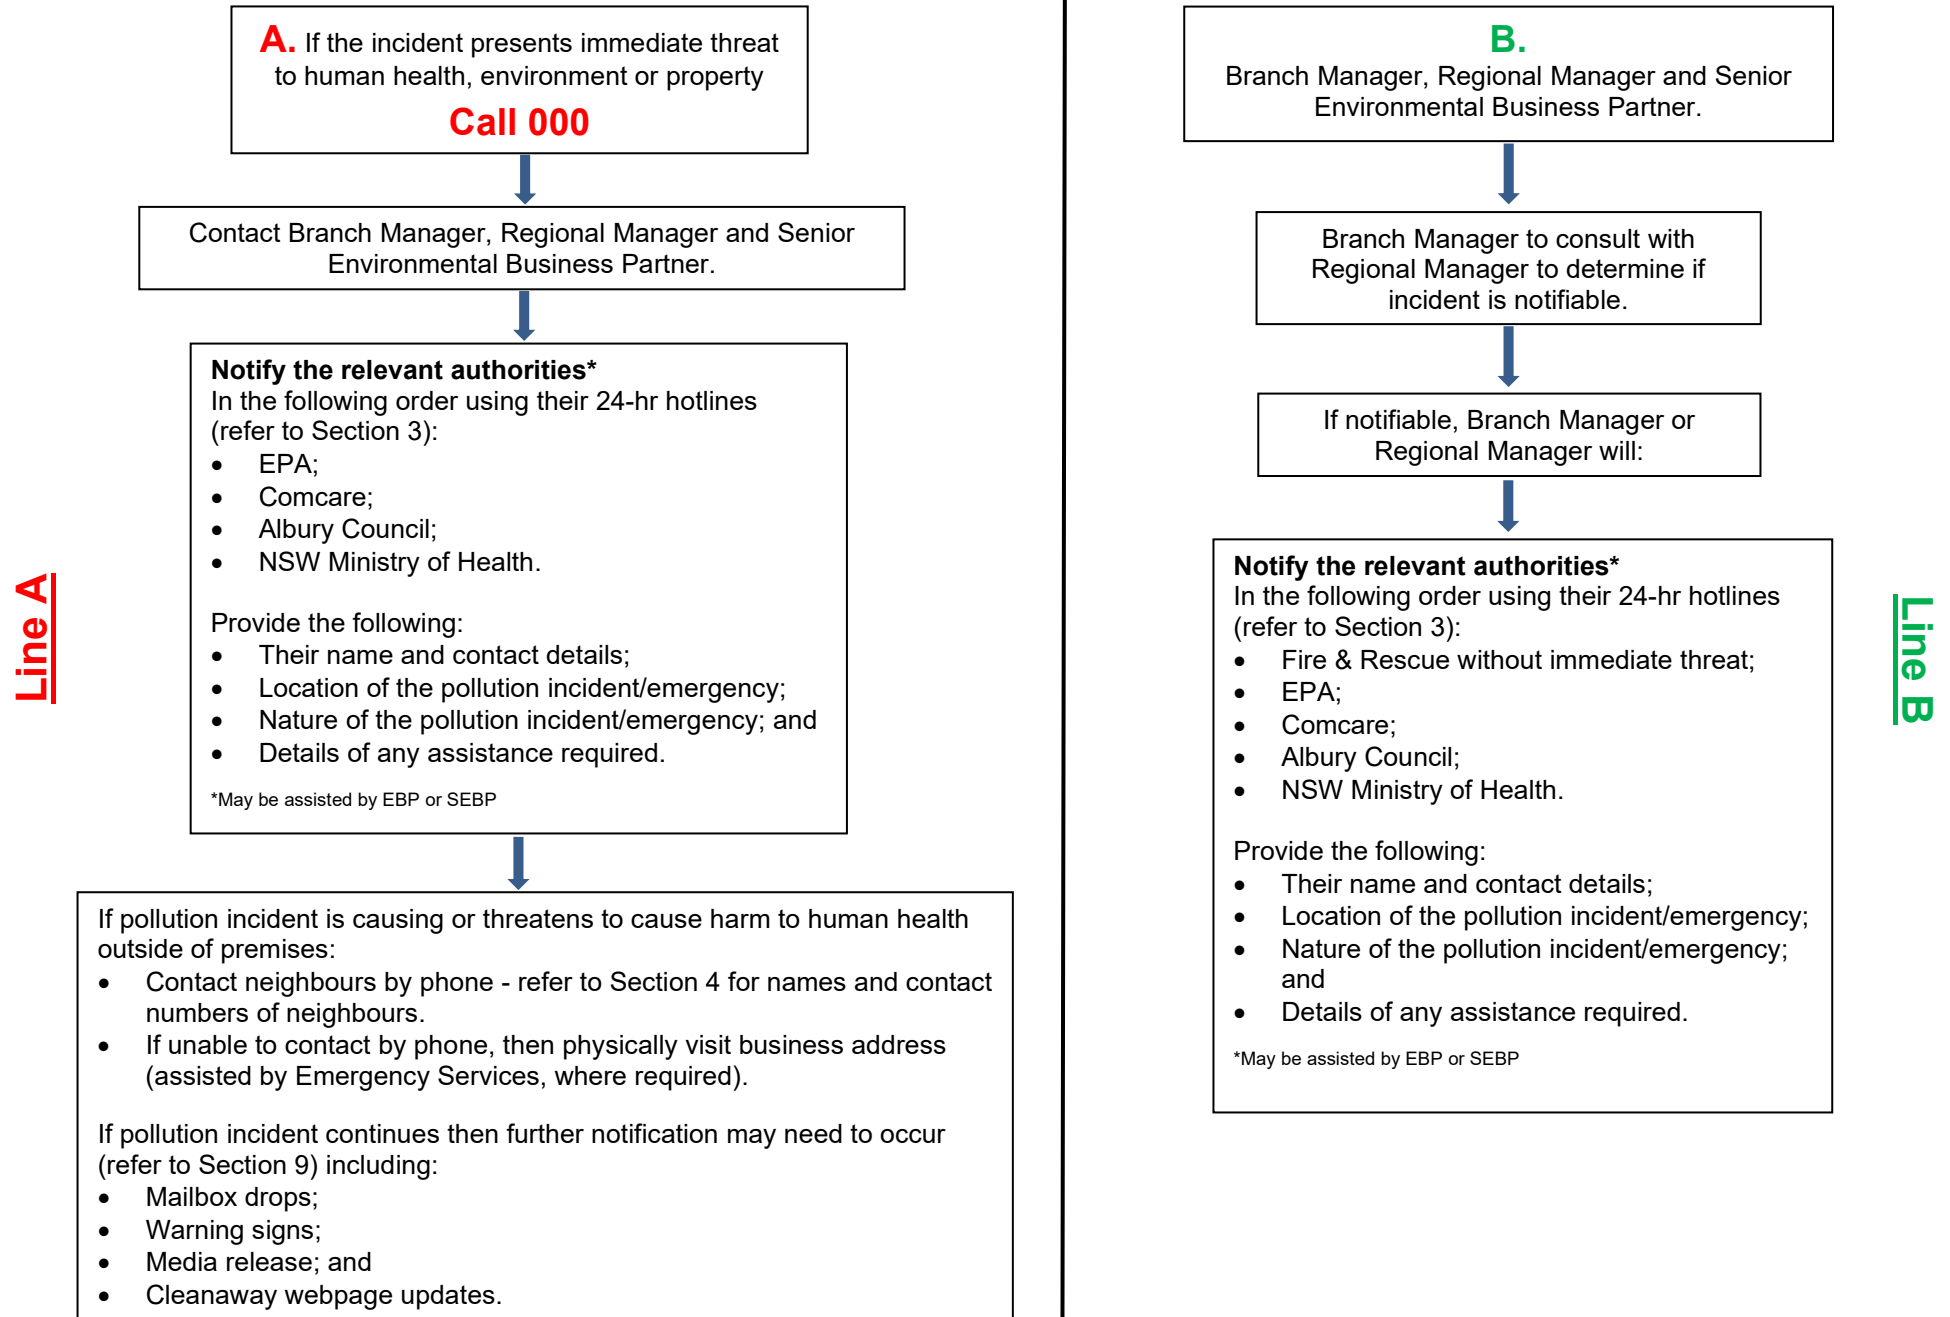 A. If the incident presents immediate threat
to human health, environment or property
Call 000
Contact Branch Manager, Regional Manager and Senior
Environmental Business Partner.
Notify the relevant authorities*
In the following order using their 24-hr hotlines
(refer to Section 3):
• EPA;
• Comcare;
• Albury Council;
• NSW Ministry of Health.
Provide the following:
• Their name and contact details;
• Location of the pollution incident/emergency;
• Nature of the pollution incident/emergency; and
• Details of any assistance required.
*May be assisted by EBP or SEBP
If pollution incident is causing or threatens to cause harm to human health
outside of premises:
• Contact neighbours by phone - refer to Section 4 for names and contact
numbers of neighbours.
• If unable to contact by phone, then physically visit business address
(assisted by Emergency Services, where required).
If pollution incident continues then further notification may need to occur
(refer to Section 9) including:
• Mailbox drops;
• Warning signs;
• Media release; and
• Cleanaway webpage updates.
Line A
B.
Branch Manager, Regional Manager and Senior
Environmental Business Partner.
Branch Manager to consult with
Regional Manager to determine if
incident is notifiable.
If notifiable, Branch Manager or
Regional Manager will:
Notify the relevant authorities*
In the following order using their 24-hr hotlines
(refer to Section 3):
• Fire & Rescue without immediate threat;
• EPA;
• Comcare;
• Albury Council;
• NSW Ministry of Health.
Provide the following:
• Their name and contact details;
• Location of the pollution incident/emergency;
• Nature of the pollution incident/emergency;
and
• Details of any assistance required.
*May be assisted by EBP or SEBP
Line B